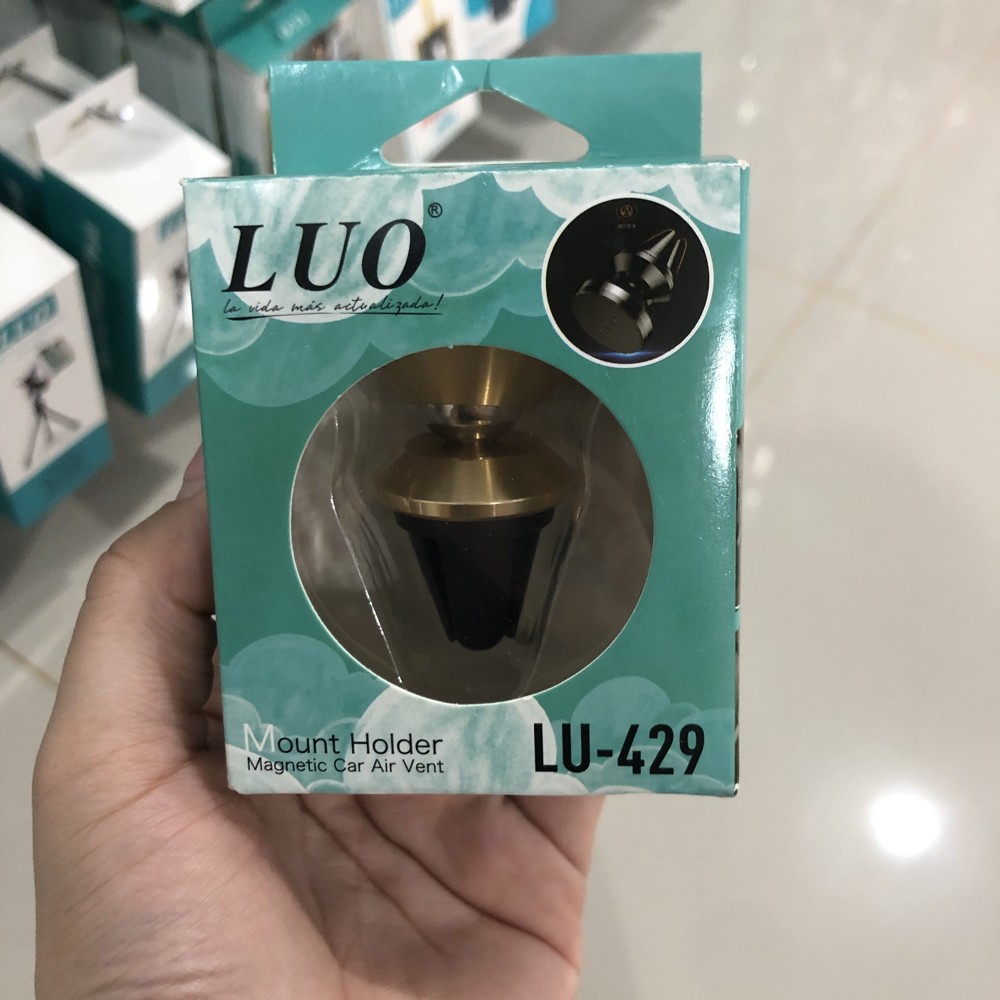 LUO®
la vida más actualizada!
Mount Holder
Magnetic Car Air Vent
LU-429